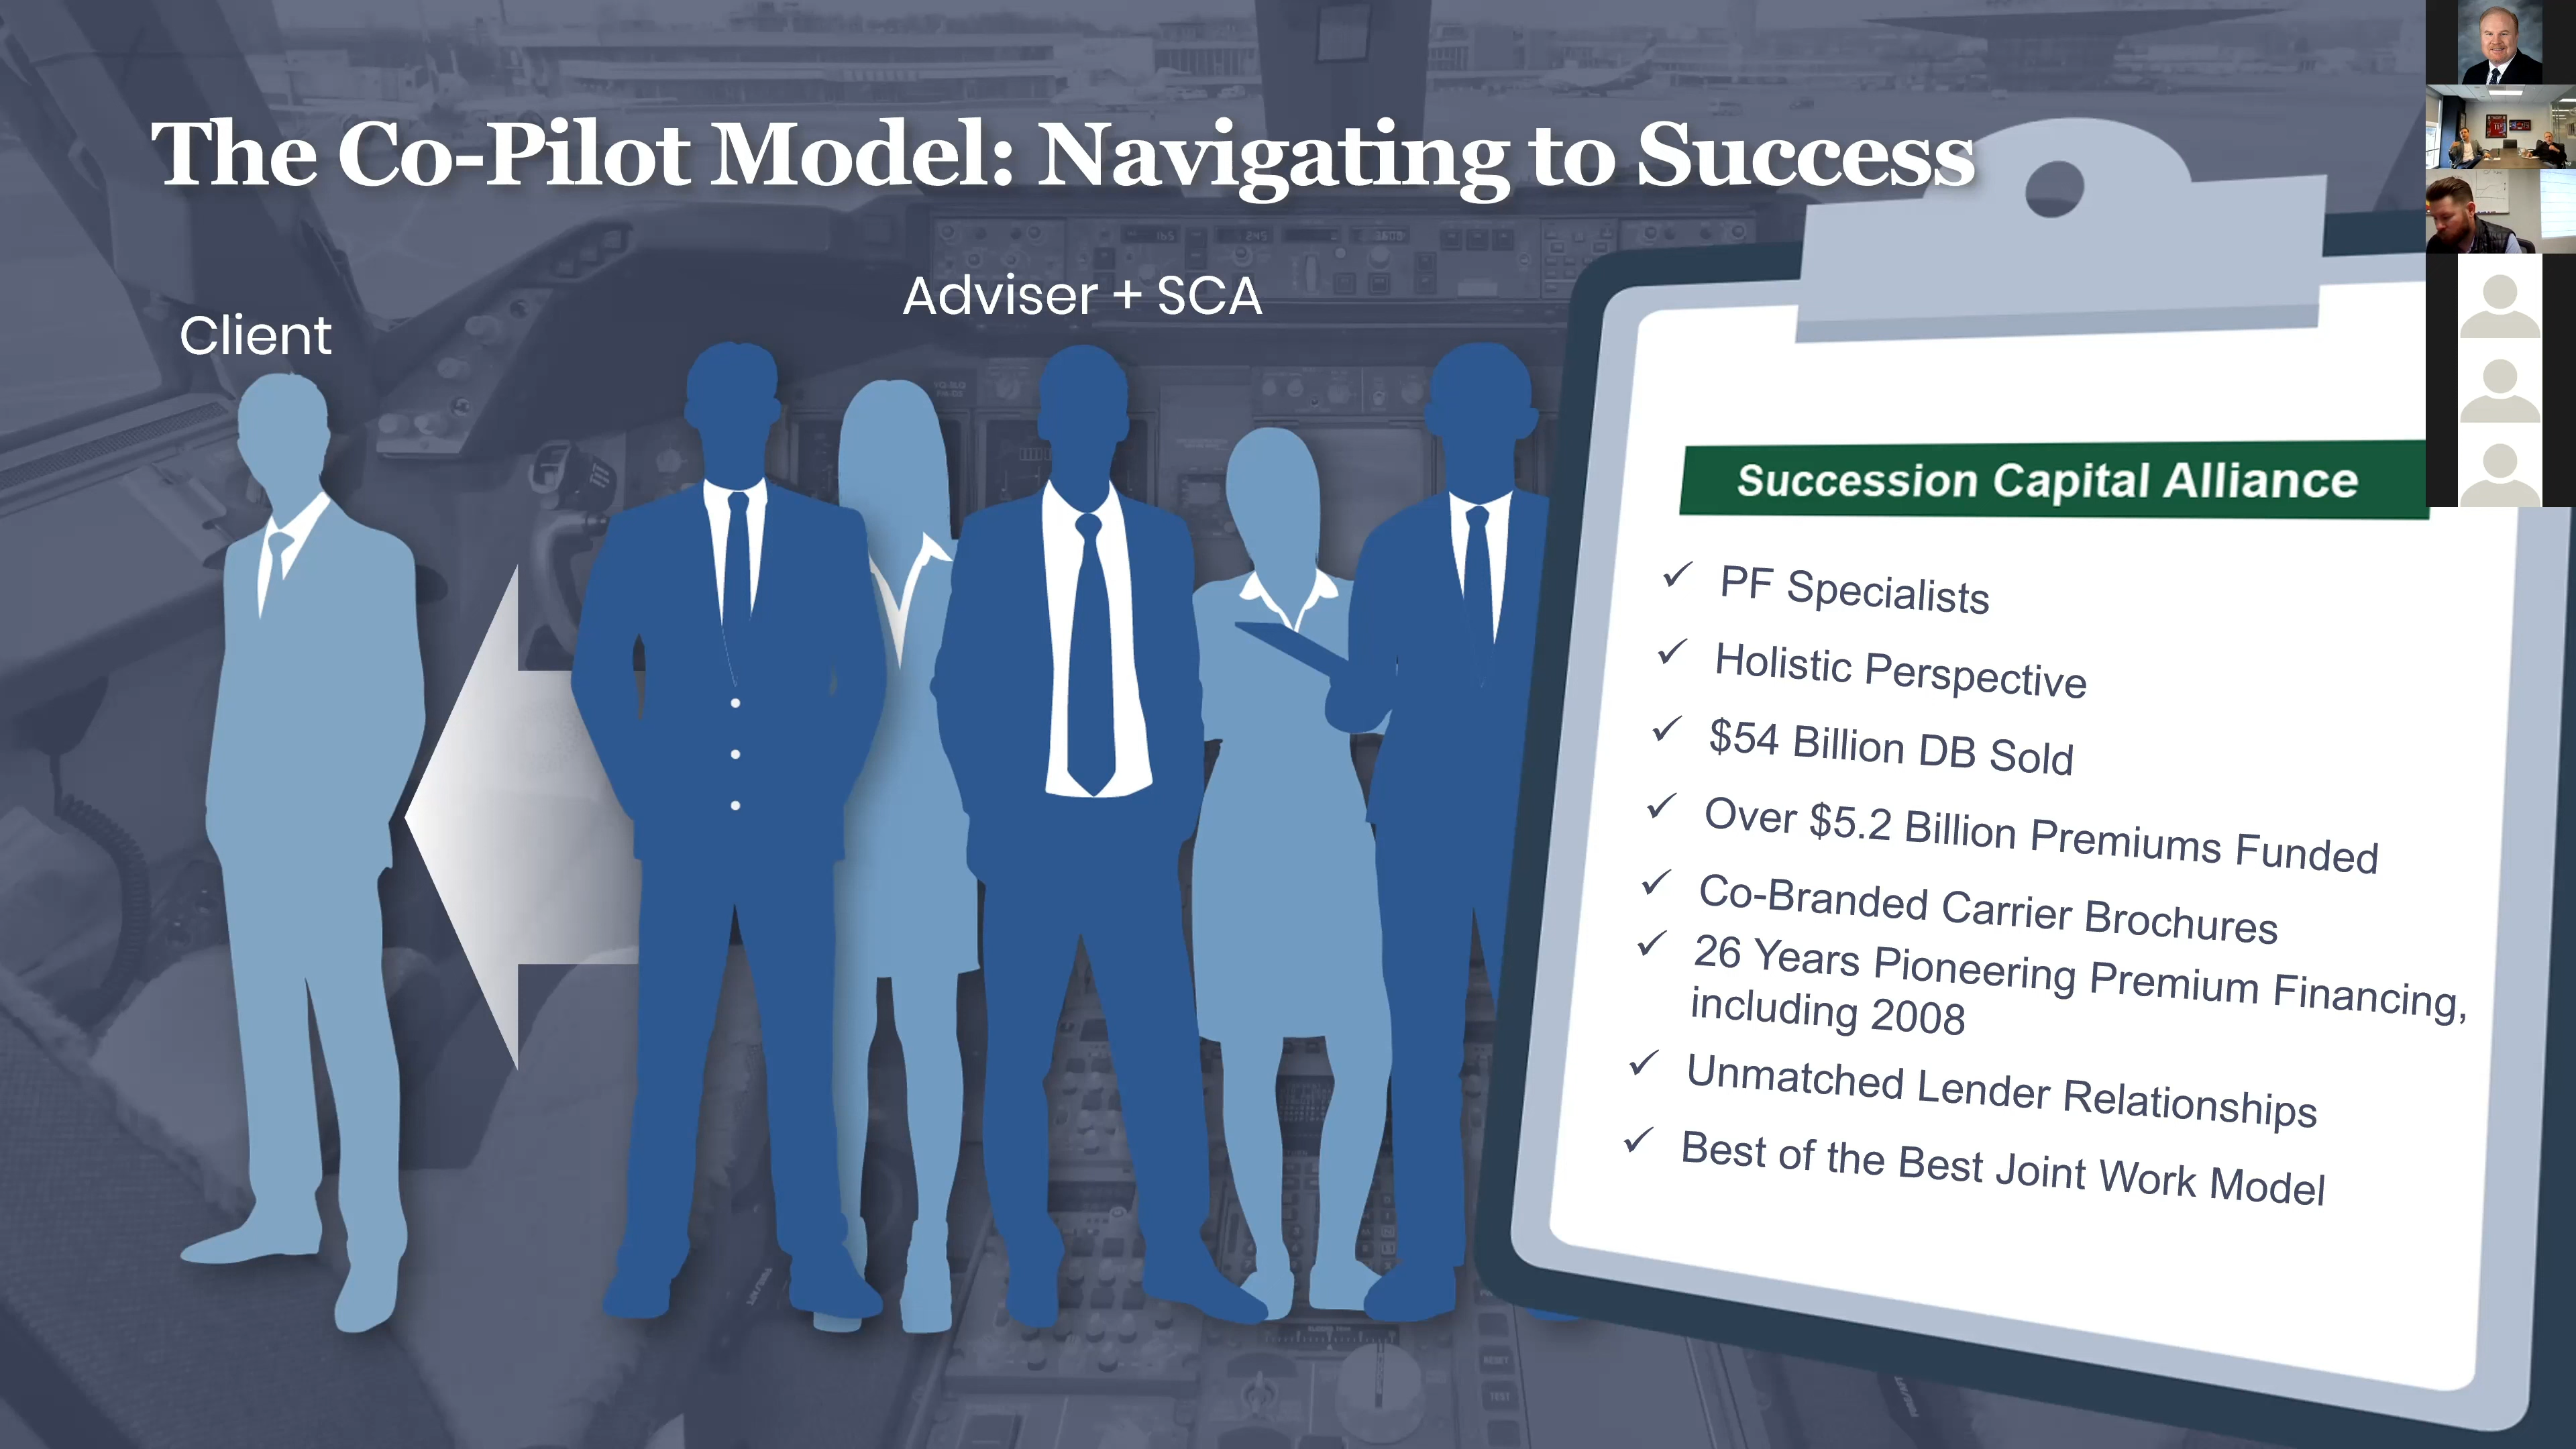 The Co-Pilot Model: Navigating to Success
Client
Adviser + SCA
Succession Capital Alliance
✓ PF Specialists
✓ Holistic Perspective
✓ $54 Billion DB Sold
✓ Over $5.2 Billion Premiums Funded
✓ Co-Branded Carrier Brochures
✓ 26 Years Pioneering Premium Financing,
including 2008
✓ Unmatched Lender Relationships
✓ Best of the Best Joint Work Model
RESET
TEST